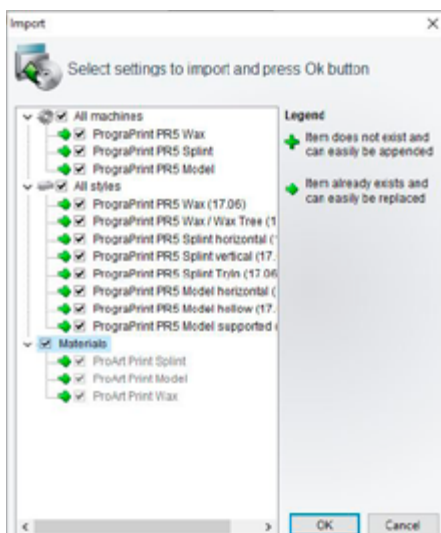 Import
Select settings to import and press Ok button
All machines
PrograPrint PR5 Wax
PrograPrint PR5 Splint
PrograPrint PR5 Model
All styles
PrograPrint PR5 Wax (17.06)
PrograPrint PR5 Wax / Wax Tree (1
PrograPrint PR5 Splint horizontal (
PrograPrint PR5 Splint vertical (17.
PrograPrint PR5 Splint TryIn (17.06
PrograPrint PR5 Model horizontal (
PrograPrint PR5 Model hollow (17.
PrograPrint PR5 Model supported
Materials
ProArt Print Splint
ProArt Print Model
ProArt Print Wax
Legend
Item does not exist and
can easily be appended
Item already exists and
can easily be replaced
OK
Cancel